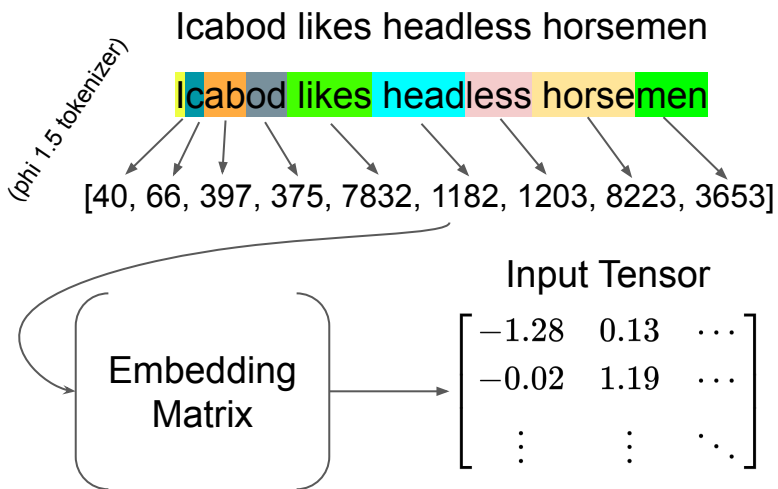 Icabod likes headless horsemen
(phi 1.5 tokenizer)
Icabod likes headless horsemen
[40, 66, 397, 375, 7832, 1182, 1203, 8223, 3653]
Input Tensor
Embedding
Matrix
−1.28 0.13 ⋯
−0.02 1.19 ⋯
⋮ ⋮ ⋱